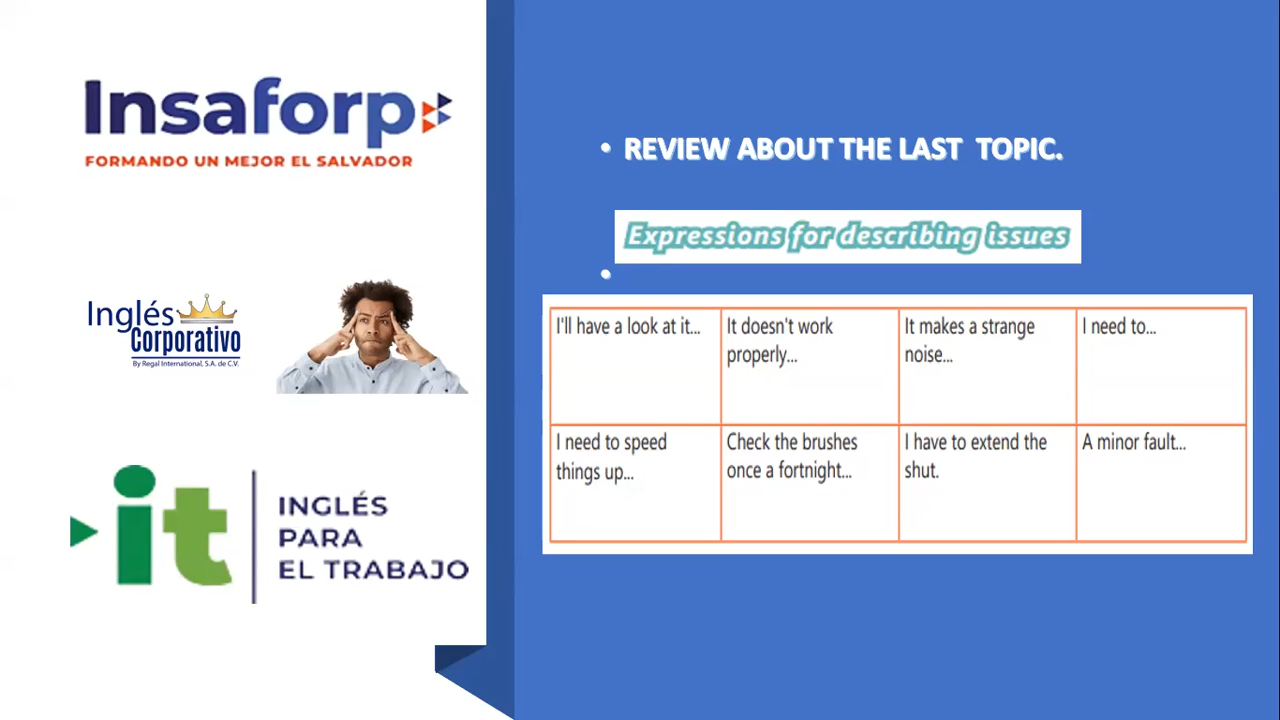 Insaforp
FORMANDO UN MEJOR EL SALVADOR
Inglés
Corporativo
By Regal International, S.A. de C.V.
it
INGLÉS
PARA
EL TRABAJO
• REVIEW ABOUT THE LAST TOPIC.
Expressions for describing issues
•
I'll have a look at it...
It doesn't work
properly...
It makes a strange
noise...
I need to...
I need to speed
things up...
Check the brushes
once a fortnight...
I have to extend the
shut.
A minor fault...